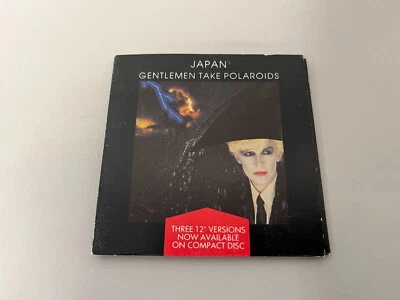 JAPAN
GENTLEMEN TAKE POLAROIDS
THREE 12" VERSIONS
NOW AVAILABLE
ON COMPACT DISC